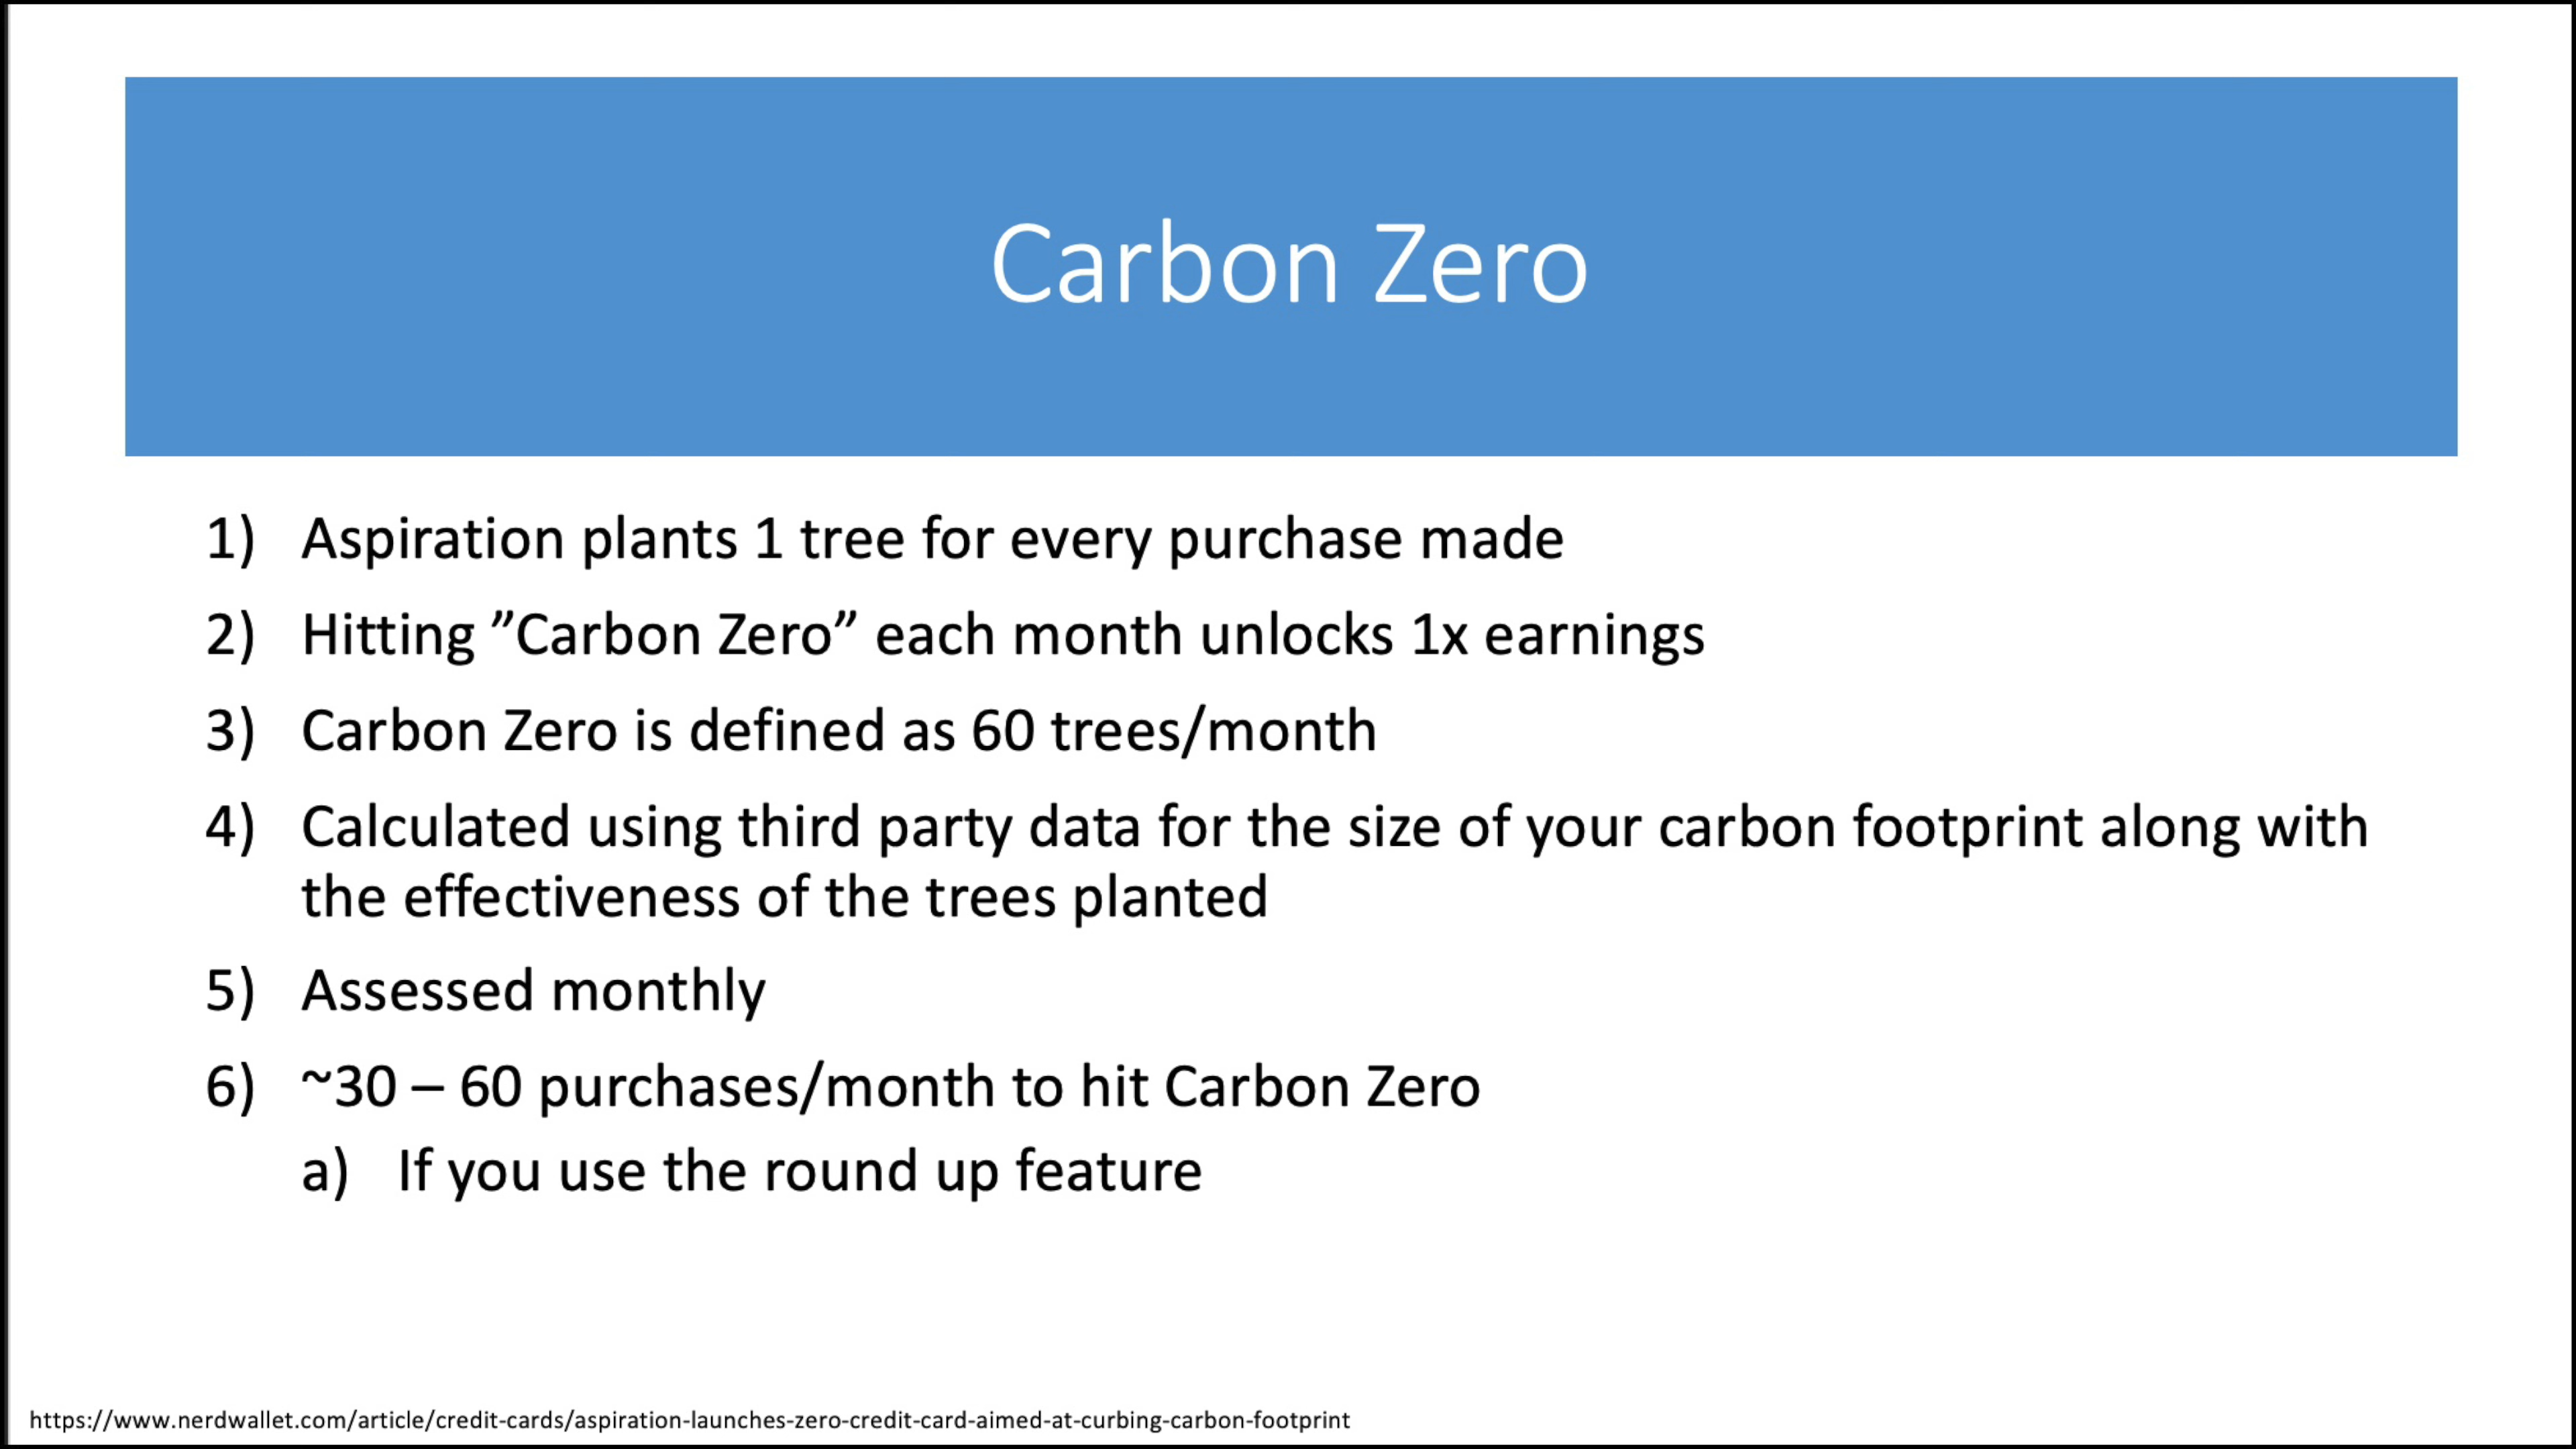 Carbon Zero
1) Aspiration plants 1 tree for every purchase made
2) Hitting ”Carbon Zero” each month unlocks 1x earnings
3) Carbon Zero is defined as 60 trees/month
4) Calculated using third party data for the size of your carbon footprint along with
the effectiveness of the trees planted
5) Assessed monthly
6) ~30 – 60 purchases/month to hit Carbon Zero
a) If you use the round up feature
https://www.nerdwallet.com/article/credit-cards/aspiration-launches-zero-credit-card-aimed-at-curbing-carbon-footprint